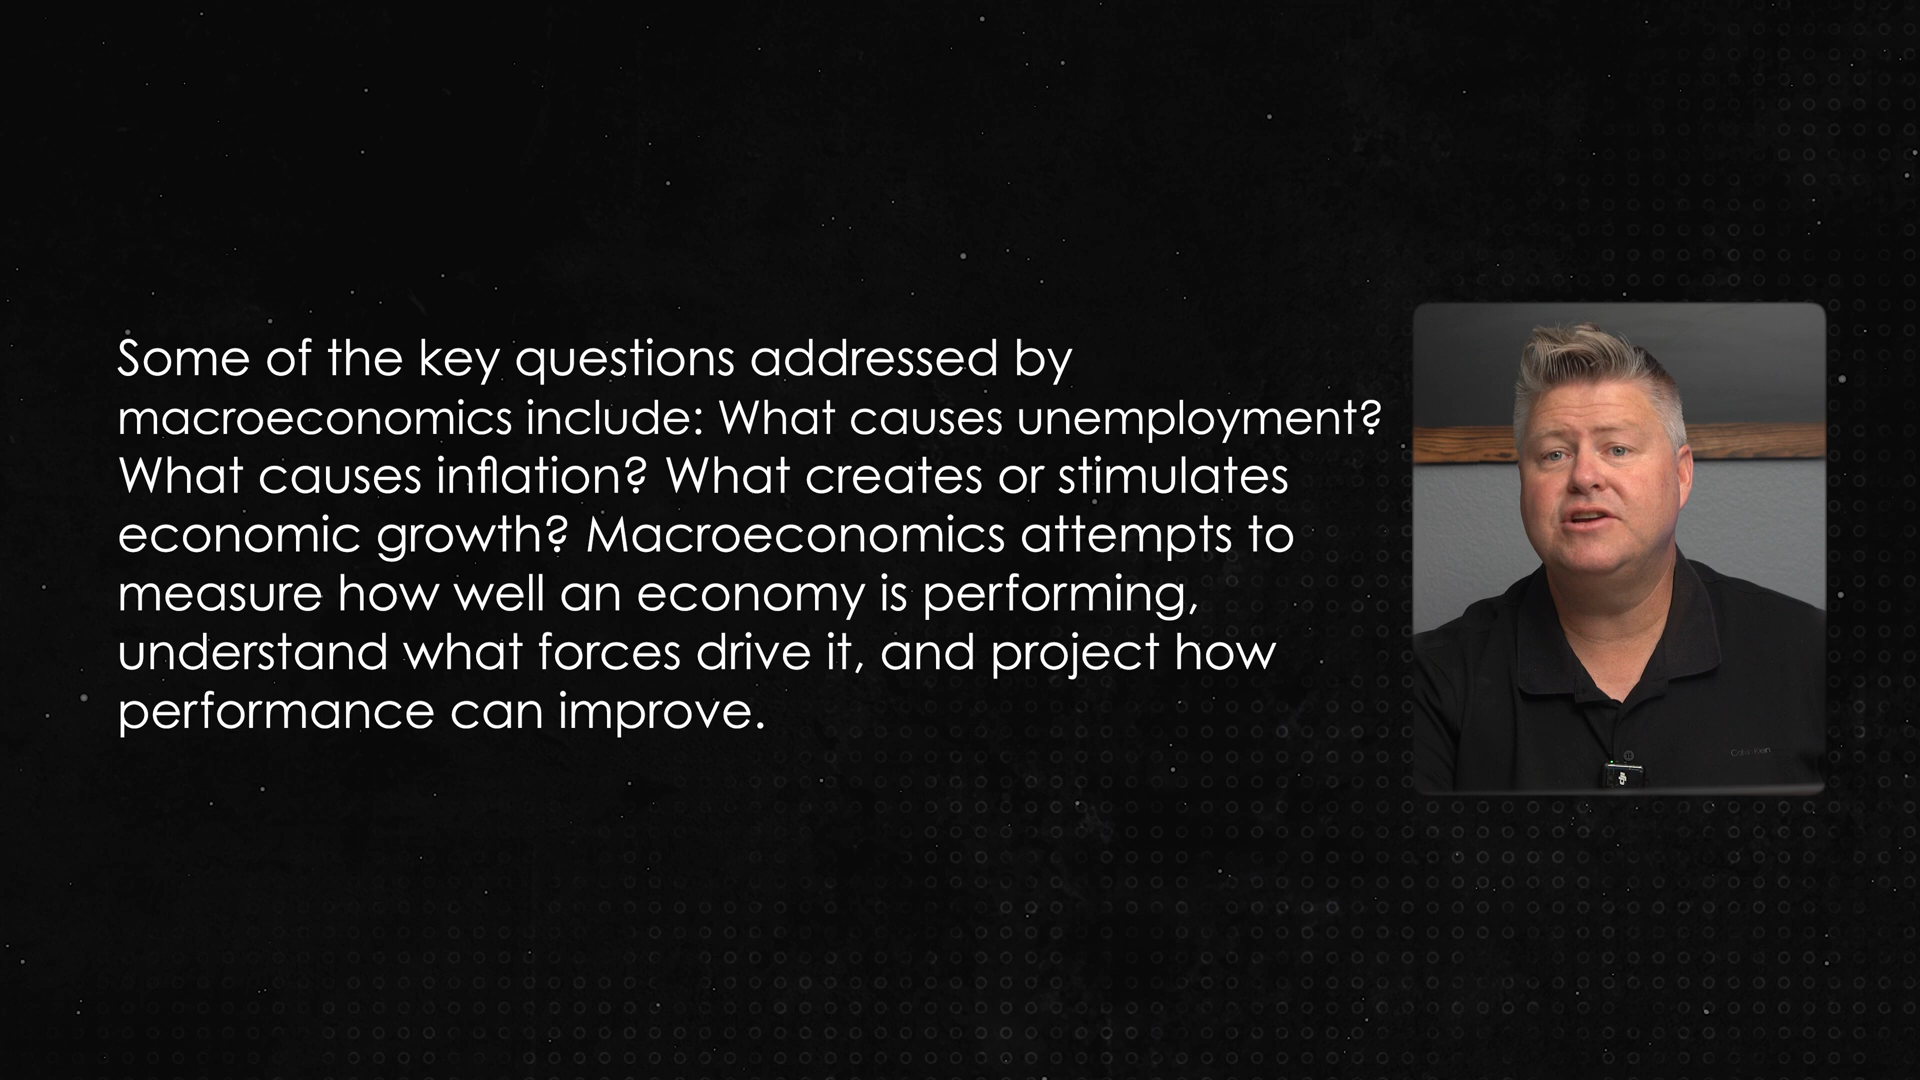 Some of the key questions addressed by
macroeconomics include: What causes unemployment?
What causes inflation? What creates or stimulates
economic growth? Macroeconomics attempts to
measure how well an economy is performing,
understand what forces drive it, and project how
performance can improve.
Calvin Klein